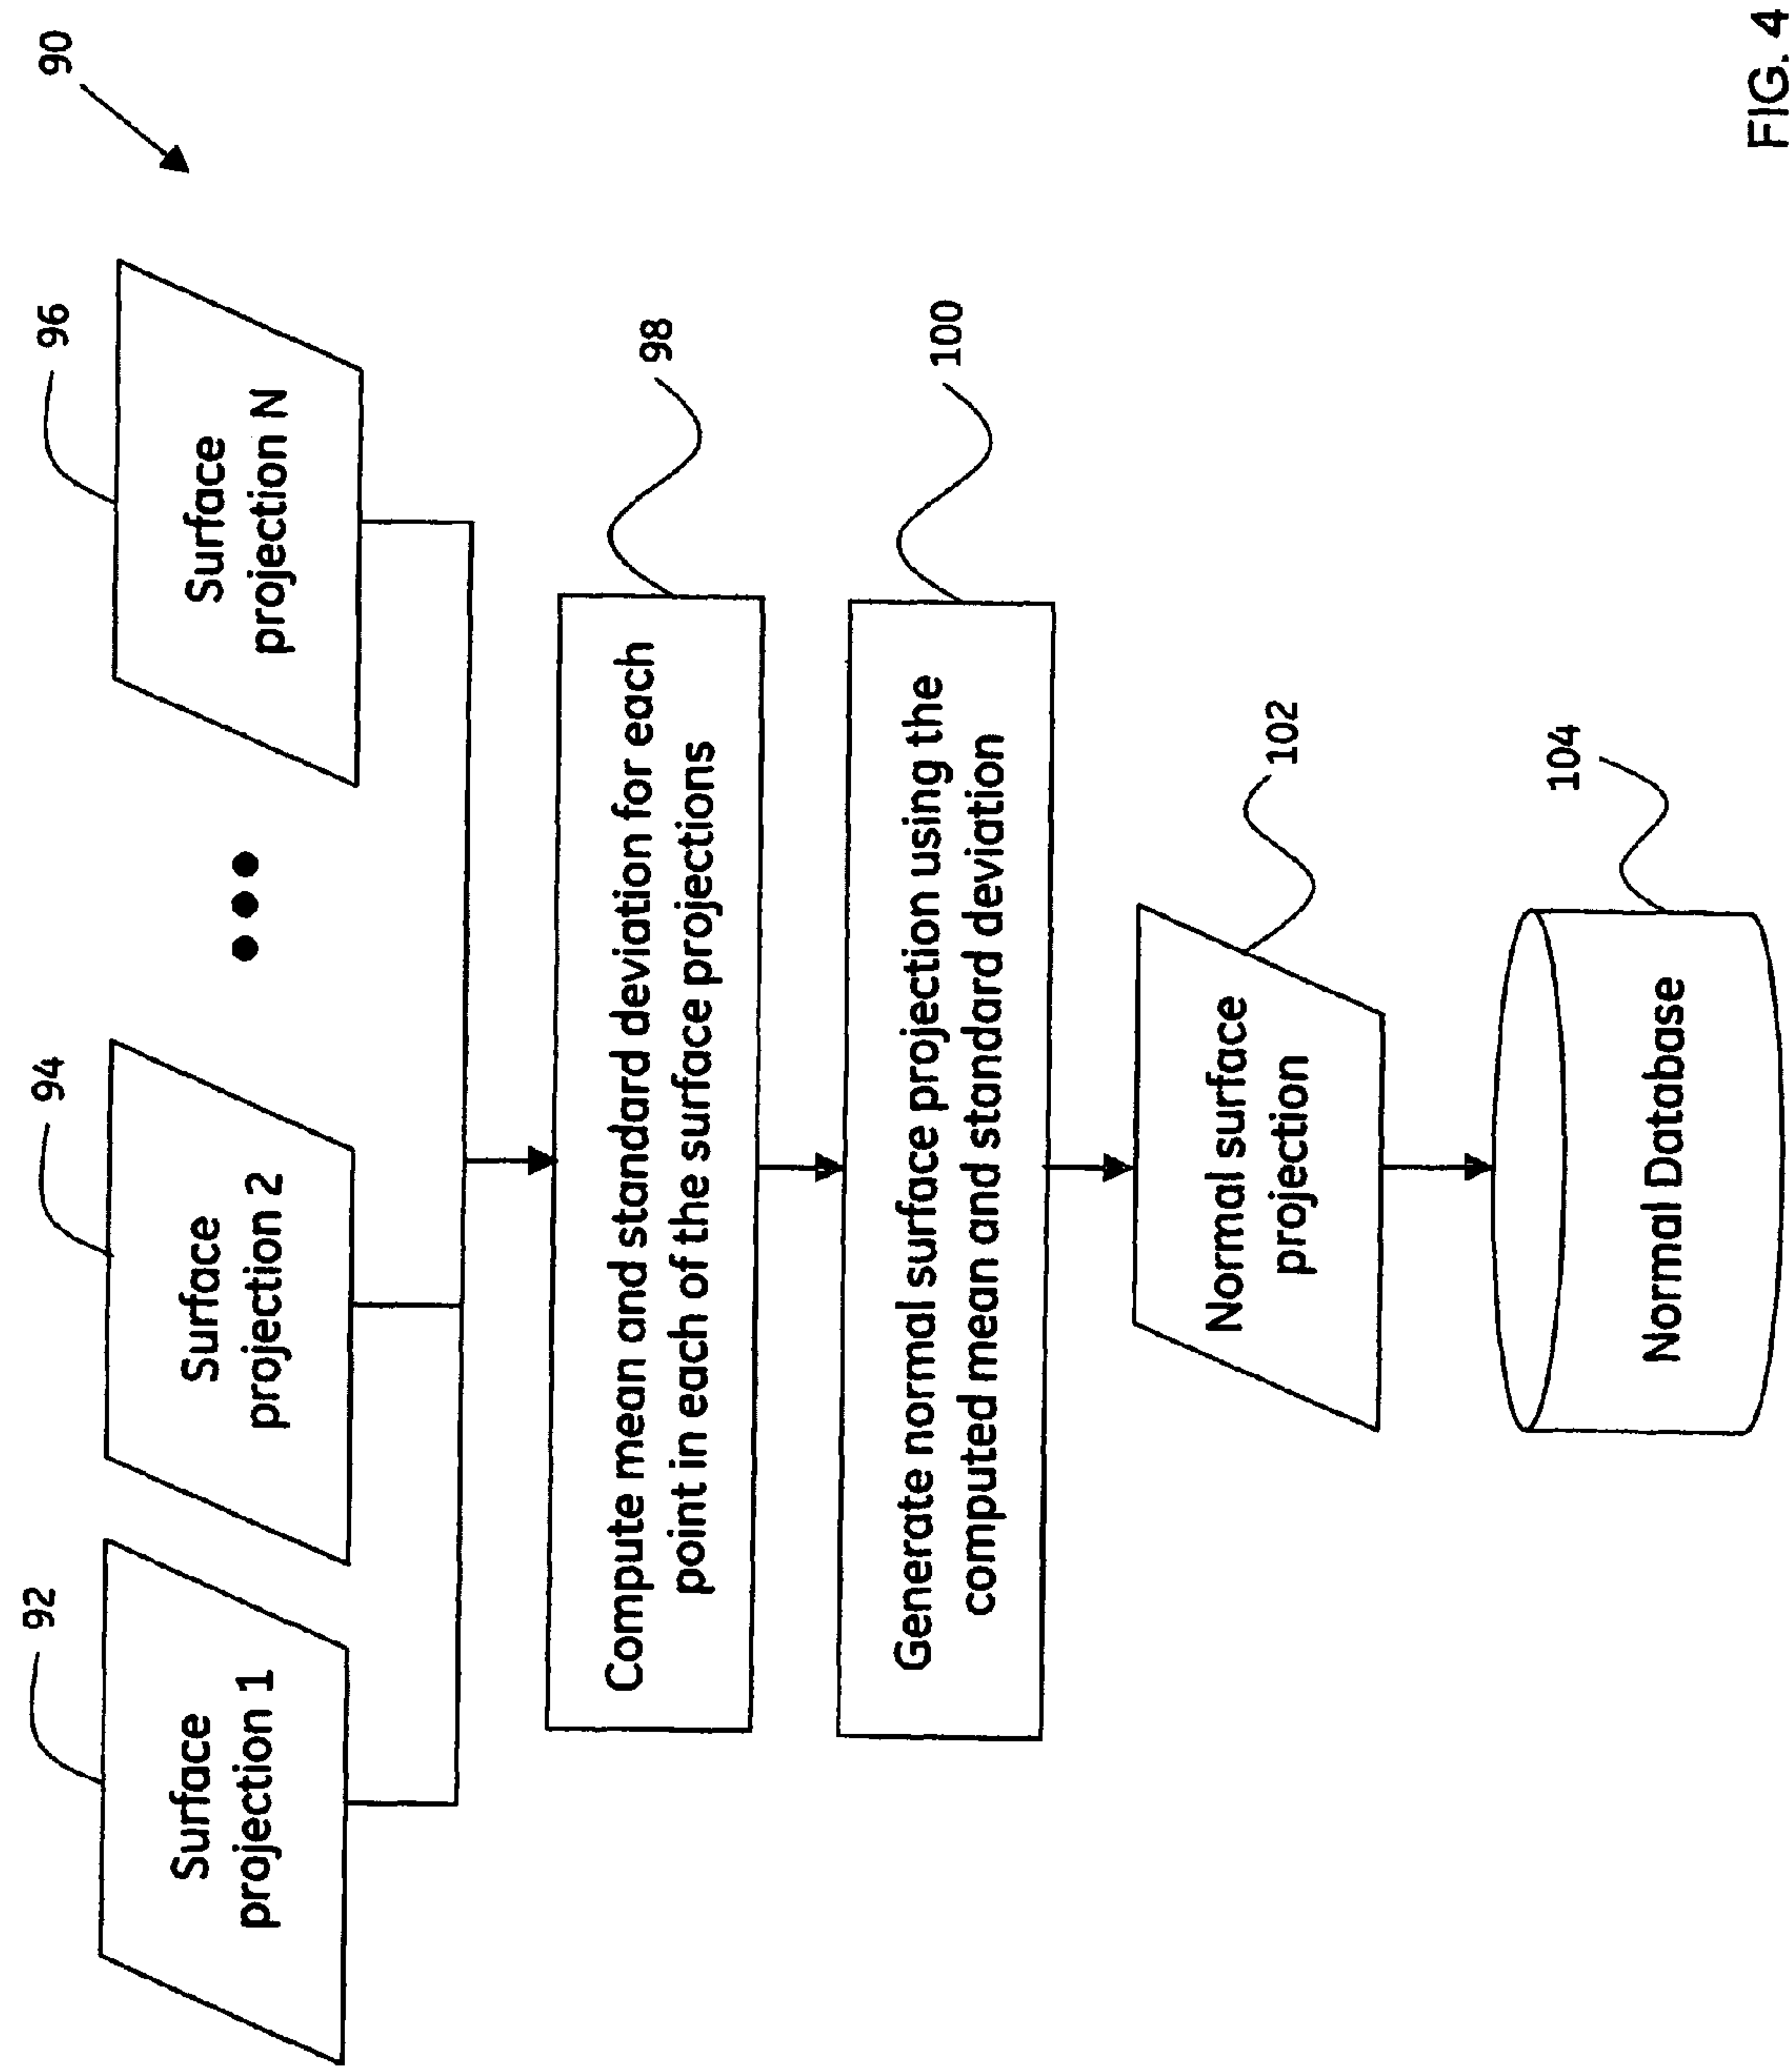 90
92
94
96
Surface
projection 1
Surface
projection 2
Surface
projection N
98
Compute mean and standard deviation for each
point in each of the surface projections
100
Generate normal surface projection using the
computed mean and standard deviation
102
Normal surface
projection
104
Normal Database
FIG. 4